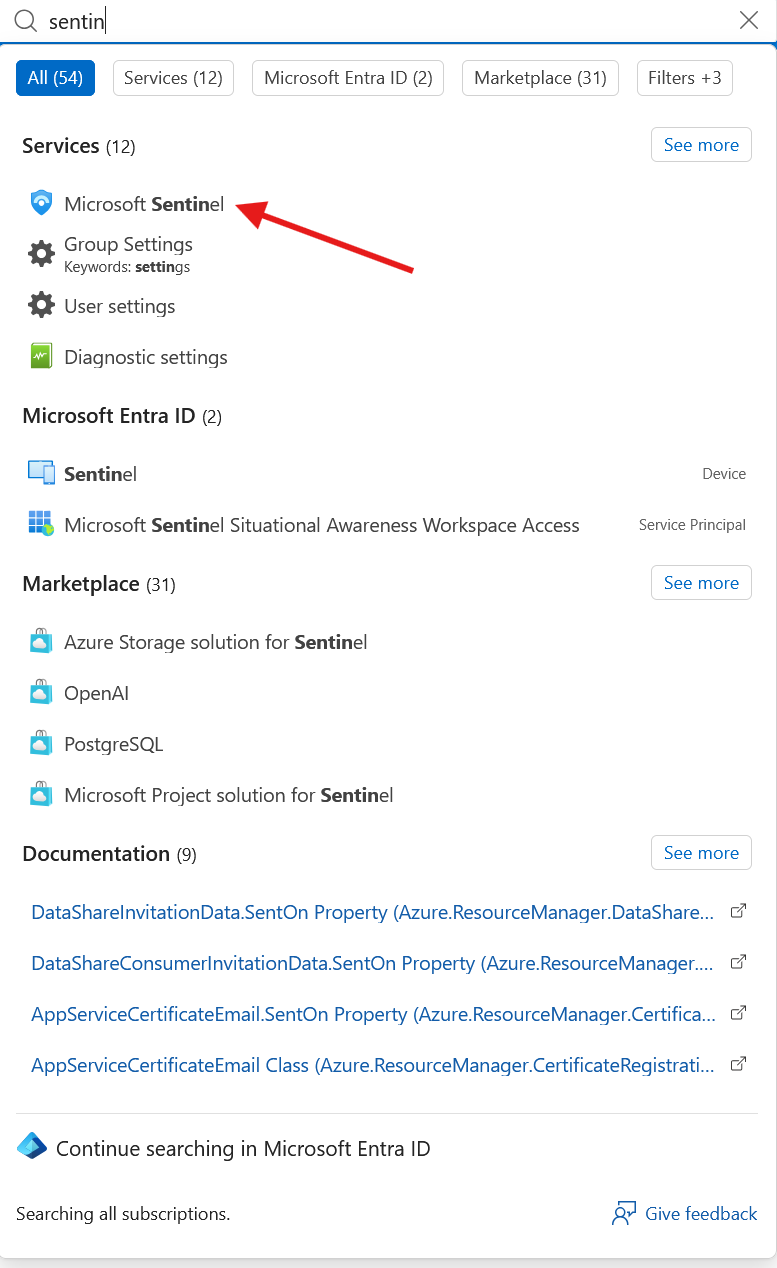 sentin
All (54)
Services (12)
Microsoft Entra ID (2)
Marketplace (31)
Filters +3
Services (12)
See more
Microsoft Sentinel
Group Settings
Keywords: settings
User settings
Diagnostic settings
Microsoft Entra ID (2)
Sentinel
Device
Microsoft Sentinel Situational Awareness Workspace Access
Service Principal
Marketplace (31)
See more
Azure Storage solution for Sentinel
OpenAI
PostgreSQL
Microsoft Project solution for Sentinel
Documentation (9)
See more
DataShareInvitationData.SentOn Property (Azure.ResourceManager.DataShare...
DataShareConsumerInvitationData.SentOn Property (Azure.ResourceManager....
AppServiceCertificateEmail.SentOn Property (Azure.ResourceManager.Certifica...
AppServiceCertificateEmail Class (Azure.ResourceManager.CertificateRegistrati...
Continue searching in Microsoft Entra ID
Searching all subscriptions.
Give feedback